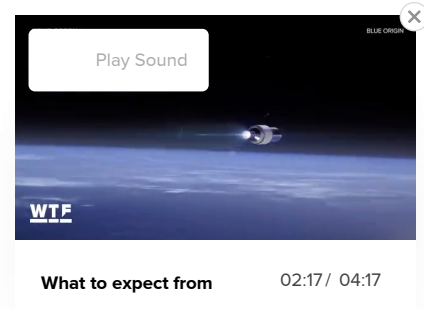 BLUE ORIGIN
Play Sound
WTF
What to expect from
02:17 / 04:17